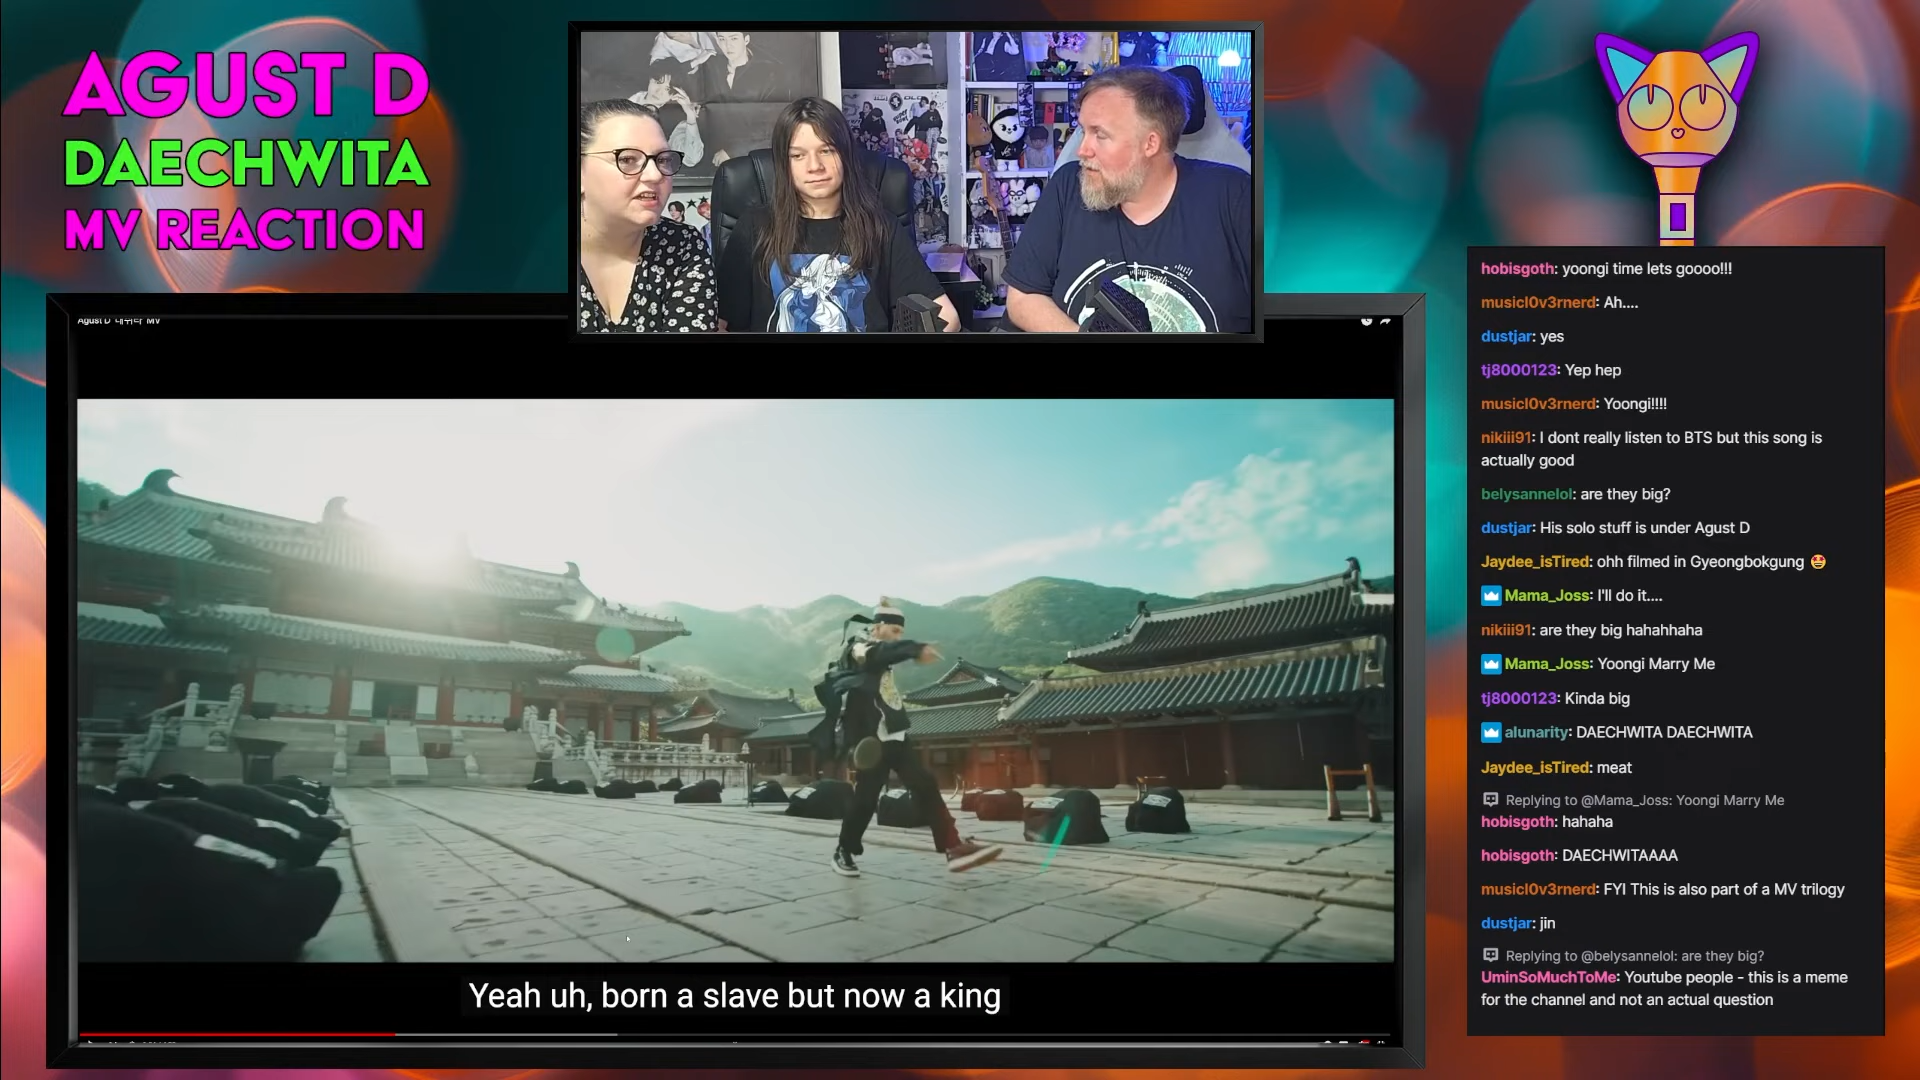 AGUST D
DAECHWITA
MV REACTION
Agust D '대취타' MV
hobisgoth: yoongi time lets goooo!!!
musicl0v3rnerd: Ah....
dustjar: yes
tj8000123: Yep hep
musicl0v3rnerd: Yoongi!!!!
nikiii91: I dont really listen to BTS but this song is
actually good
belysannelol: are they big?
dustjar: His solo stuff is under Agust D
Jaydee_isTired: ohh filmed in Gyeongbokgung 🤩
Mama_Joss: I'll do it....
nikiii91: are they big hahahhaha
Mama_Joss: Yoongi Marry Me
tj8000123: Kinda big
alunarity: DAECHWITA DAECHWITA
Jaydee_isTired: meat
Replying to @Mama_Joss: Yoongi Marry Me
hobisgoth: hahaha
hobisgoth: DAECHWITAAAA
musicl0v3rnerd: FYI This is also part of a MV trilogy
dustjar: jin
Replying to @belysannelol: are they big?
UminSoMuchToMe: Youtube people - this is a meme
for the channel and not an actual question
Yeah uh, born a slave but now a king